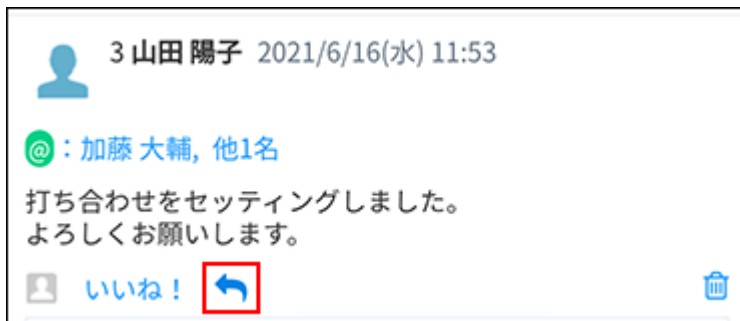 3 山田 陽子 2021/6/16(水) 11:53
@：加藤 大輔, 他1名
打ち合わせをセッティングしました。
よろしくお願いします。
いいね！